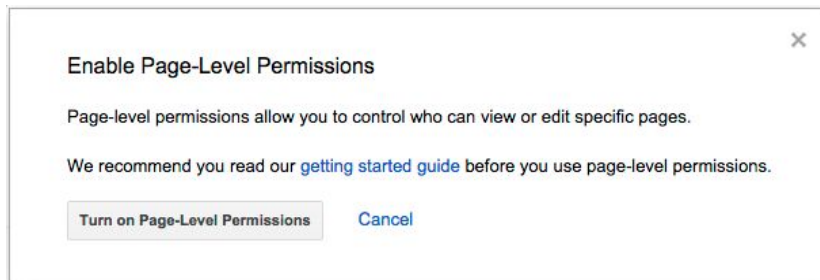 Enable Page-Level Permissions
Page-level permissions allow you to control who can view or edit specific pages.
We recommend you read our getting started guide before you use page-level permissions.
Turn on Page-Level Permissions Cancel